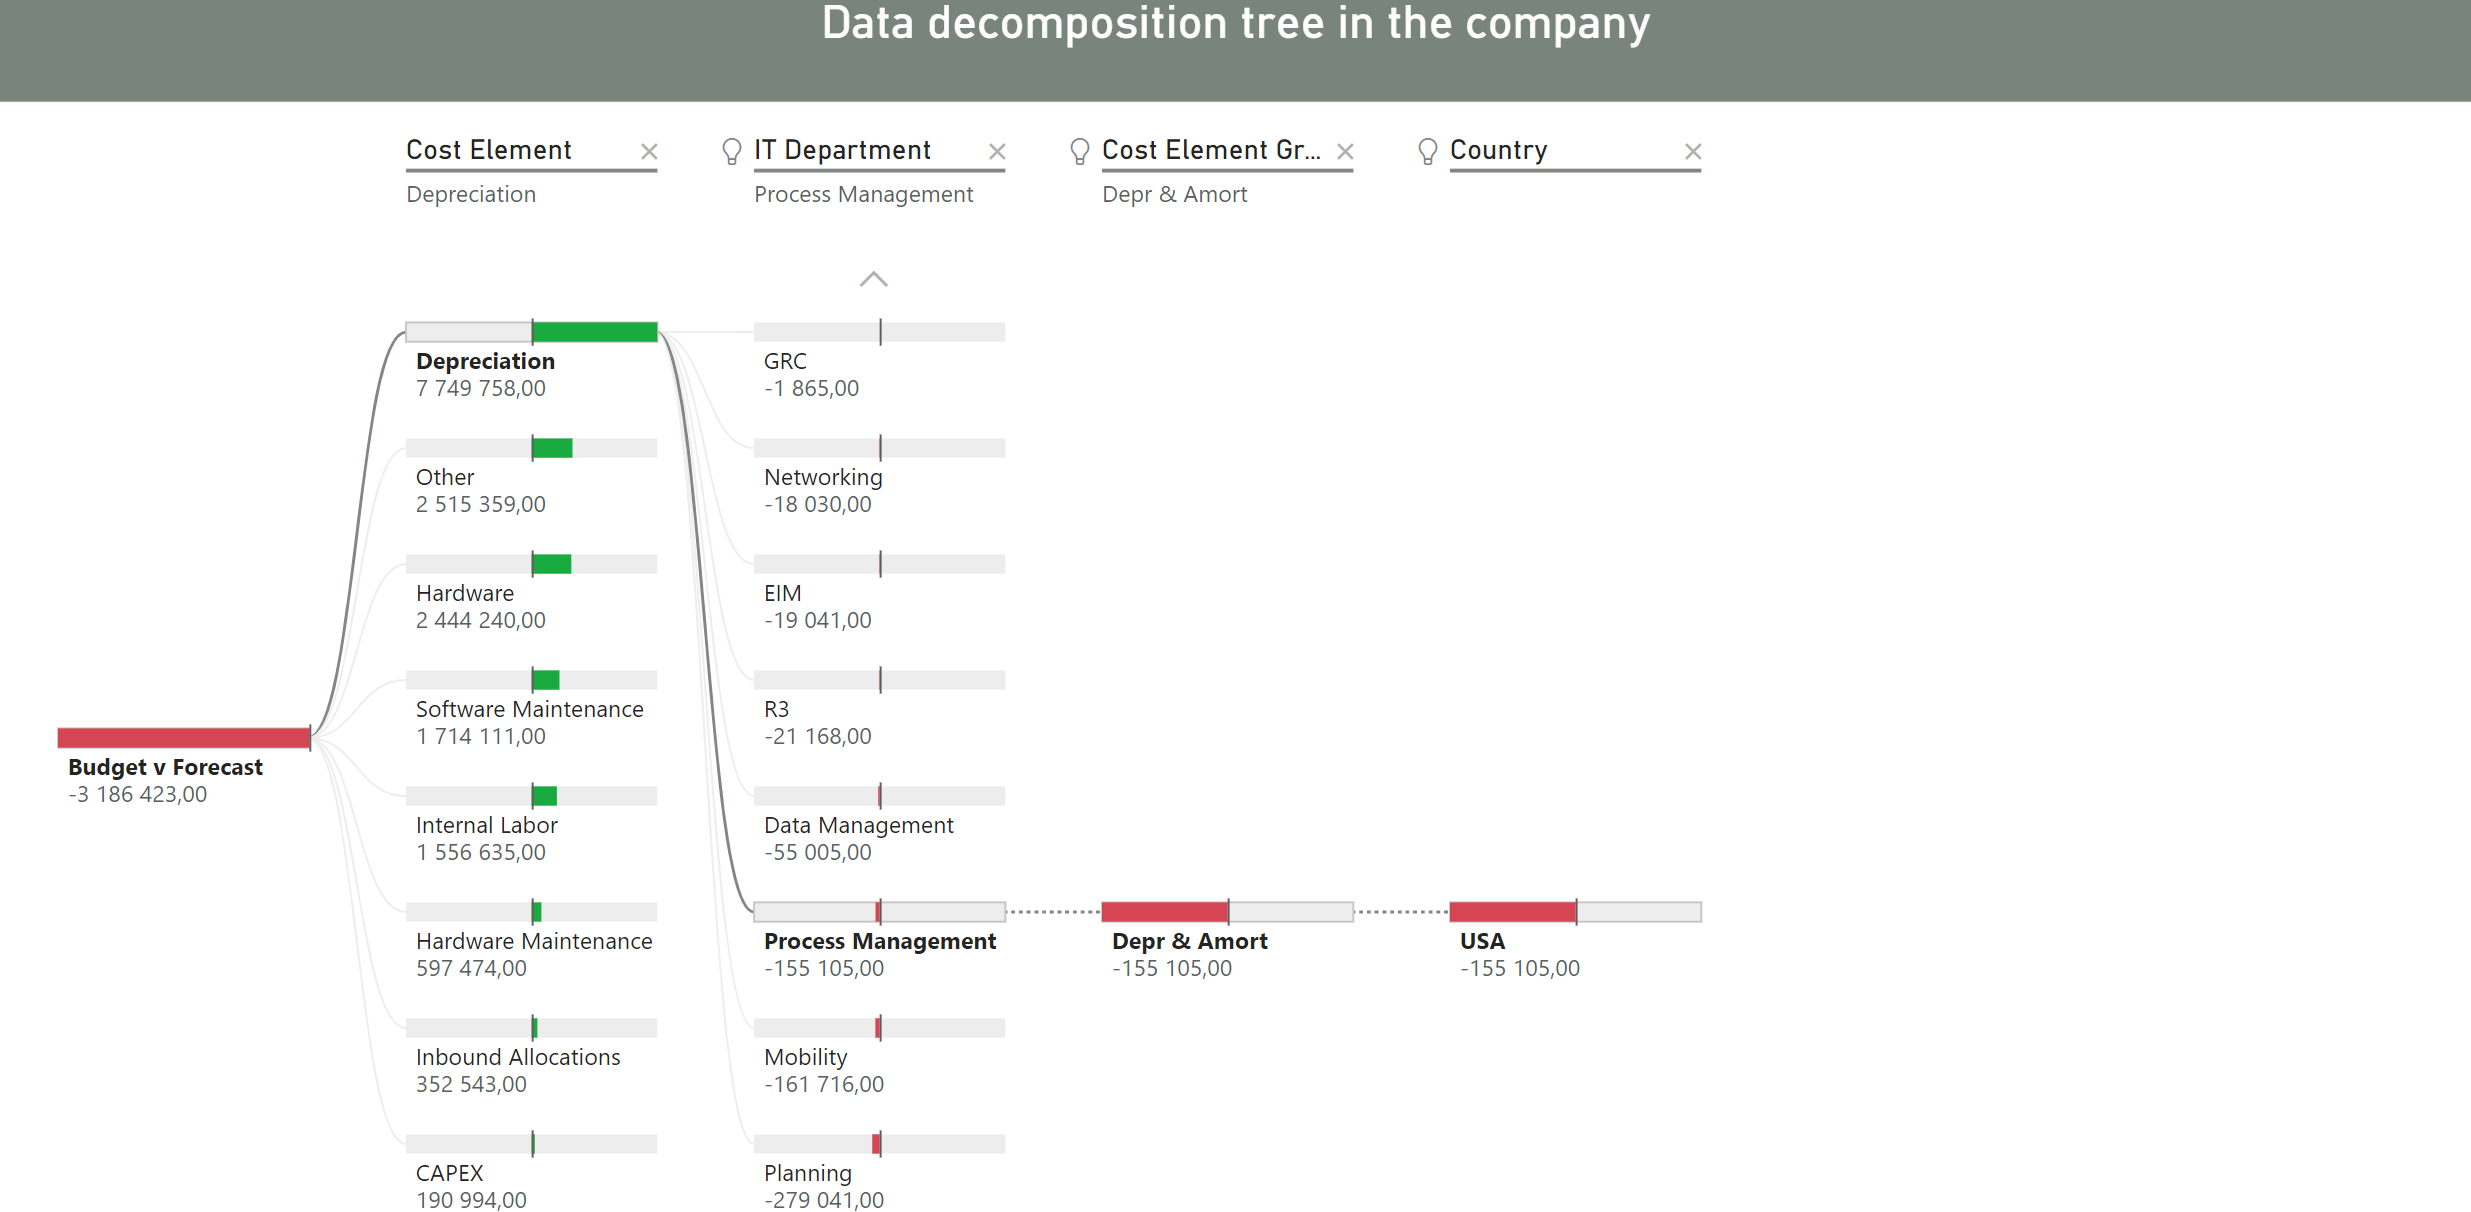 Data decomposition tree in the company
Cost Element
IT Department
Cost Element Gr...
Country
Depreciation
Process Management
Depr & Amort
Budget v Forecast
-3 186 423,00
Depreciation
7 749 758,00
Other
2 515 359,00
Hardware
2 444 240,00
Software Maintenance
1 714 111,00
Internal Labor
1 556 635,00
Hardware Maintenance
597 474,00
Inbound Allocations
352 543,00
CAPEX
190 994,00
GRC
-1 865,00
Networking
-18 030,00
EIM
-19 041,00
R3
-21 168,00
Data Management
-55 005,00
Process Management
-155 105,00
Mobility
-161 716,00
Planning
-279 041,00
Depr & Amort
-155 105,00
USA
-155 105,00